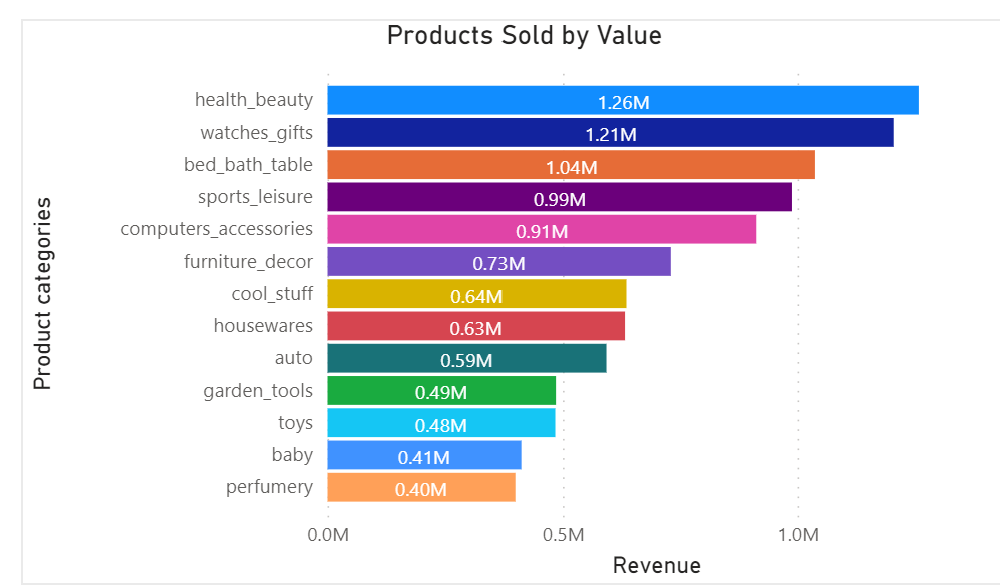 Products Sold by Value
Product categories
health_beauty 1.26M
watches_gifts 1.21M
bed_bath_table 1.04M
sports_leisure 0.99M
computers_accessories 0.91M
furniture_decor 0.73M
cool_stuff 0.64M
housewares 0.63M
auto 0.59M
garden_tools 0.49M
toys 0.48M
baby 0.41M
perfumery 0.40M
0.0M 0.5M 1.0M
Revenue